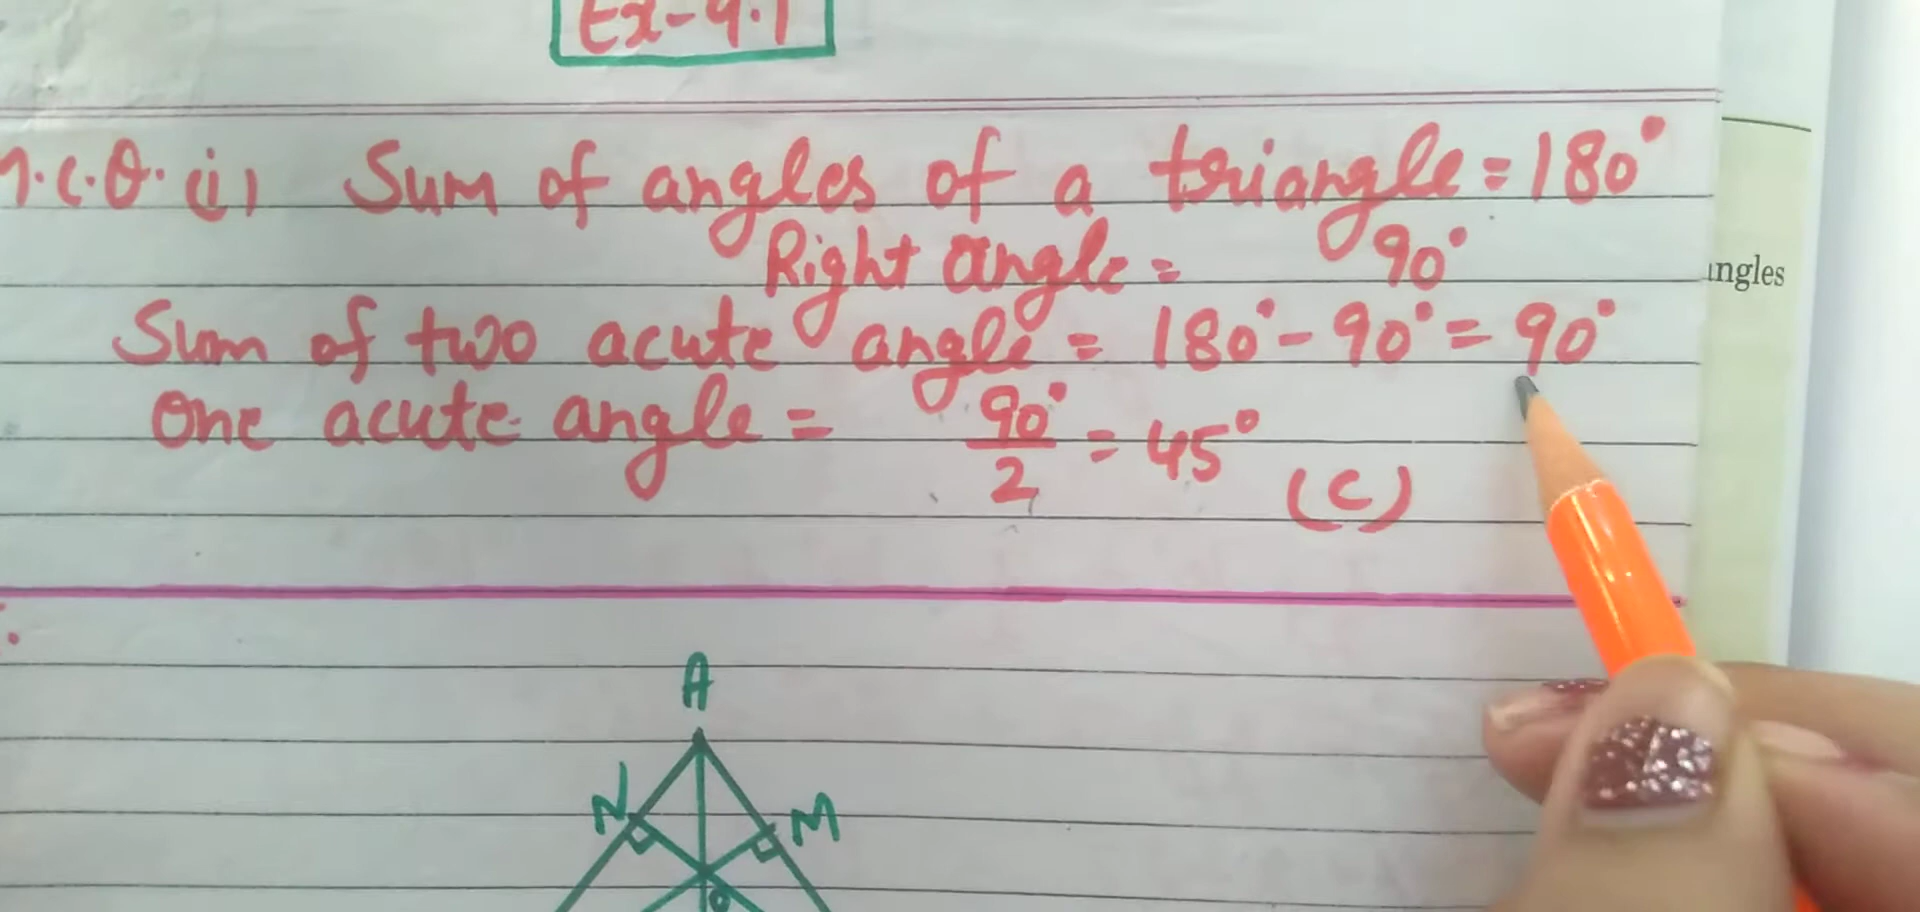 Ex-9.1
M.C.Q. (i) Sum of angles of a triangle = 180°
Right angle = 90°
ngles
Sum of two acute angle = 180° - 90° = 90°
One acute angle = 90°/2 = 45° (C)
A
N M
O